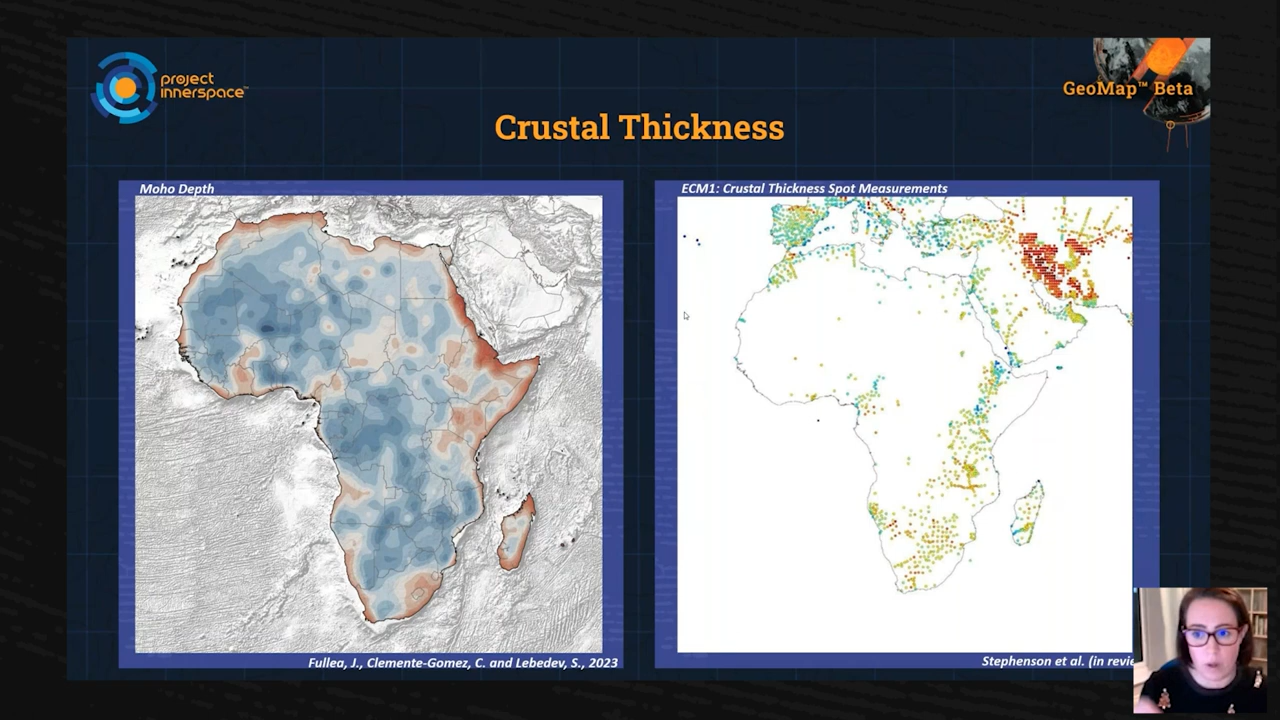 project
innerspace™
GeoMap™ Beta
Crustal Thickness
Moho Depth
ECM1: Crustal Thickness Spot Measurements
Fullea, J., Clemente-Gomez, C. and Lebedev, S., 2023
Stephenson et al. (in revie